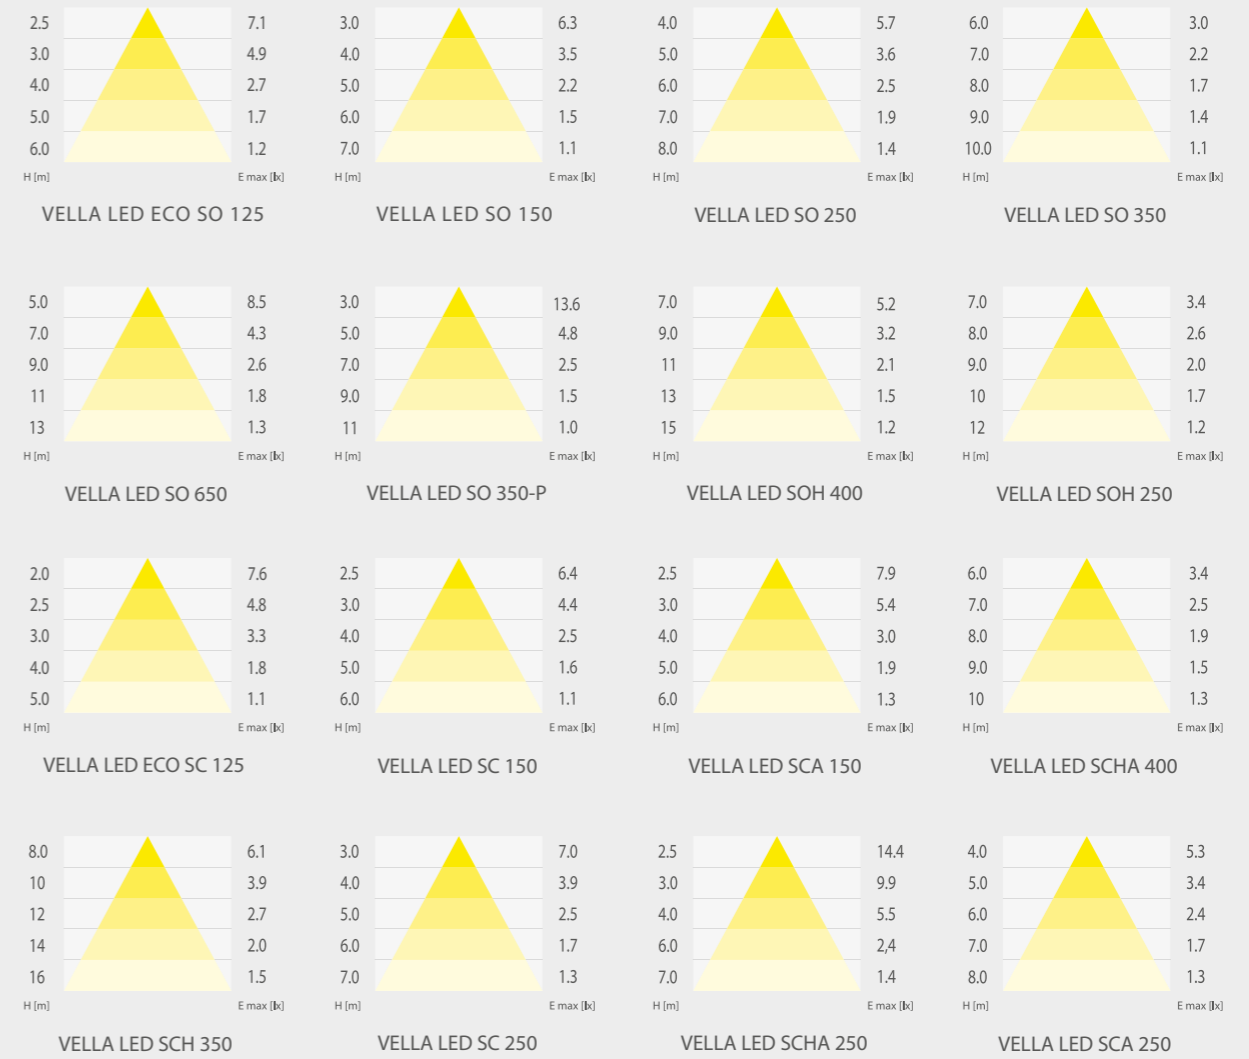 2.5 7.1 3.0 6.3 4.0 5.7 6.0 3.0
3.0 4.9 4.0 3.5 5.0 3.6 7.0 2.2
4.0 2.7 5.0 2.2 6.0 2.5 8.0 1.7
5.0 1.7 6.0 1.5 7.0 1.9 9.0 1.4
6.0 1.2 7.0 1.1 8.0 1.4 10.0 1.1
H [m] E max [lx] H [m] E max [lx] H [m] E max [lx] H [m] E max [lx]
VELLA LED ECO SO 125 VELLA LED SO 150 VELLA LED SO 250 VELLA LED SO 350
5.0 8.5 3.0 13.6 7.0 5.2 7.0 3.4
7.0 4.3 5.0 4.8 9.0 3.2 8.0 2.6
9.0 2.6 7.0 2.5 11 2.1 9.0 2.0
11 1.8 9.0 1.5 13 1.5 10 1.7
13 1.3 11 1.0 15 1.2 12 1.2
H [m] E max [lx] H [m] E max [lx] H [m] E max [lx] H [m] E max [lx]
VELLA LED SO 650 VELLA LED SO 350-P VELLA LED SOH 400 VELLA LED SOH 250
2.0 7.6 2.5 6.4 2.5 7.9 6.0 3.4
2.5 4.8 3.0 4.4 3.0 5.4 7.0 2.5
3.0 3.3 4.0 2.5 4.0 3.0 8.0 1.9
4.0 1.8 5.0 1.6 5.0 1.9 9.0 1.5
5.0 1.1 6.0 1.1 6.0 1.3 10 1.3
H [m] E max [lx] H [m] E max [lx] H [m] E max [lx] H [m] E max [lx]
VELLA LED ECO SC 125 VELLA LED SC 150 VELLA LED SCA 150 VELLA LED SCHA 400
8.0 6.1 3.0 7.0 2.5 14.4 4.0 5.3
10 3.9 4.0 3.9 3.0 9.9 5.0 3.4
12 2.7 5.0 2.5 4.0 5.5 6.0 2.4
14 2.0 6.0 1.7 6.0 2,4 7.0 1.7
16 1.5 7.0 1.3 7.0 1.4 8.0 1.3
H [m] E max [lx] H [m] E max [lx] H [m] E max [lx] H [m] E max [lx]
VELLA LED SCH 350 VELLA LED SC 250 VELLA LED SCHA 250 VELLA LED SCA 250